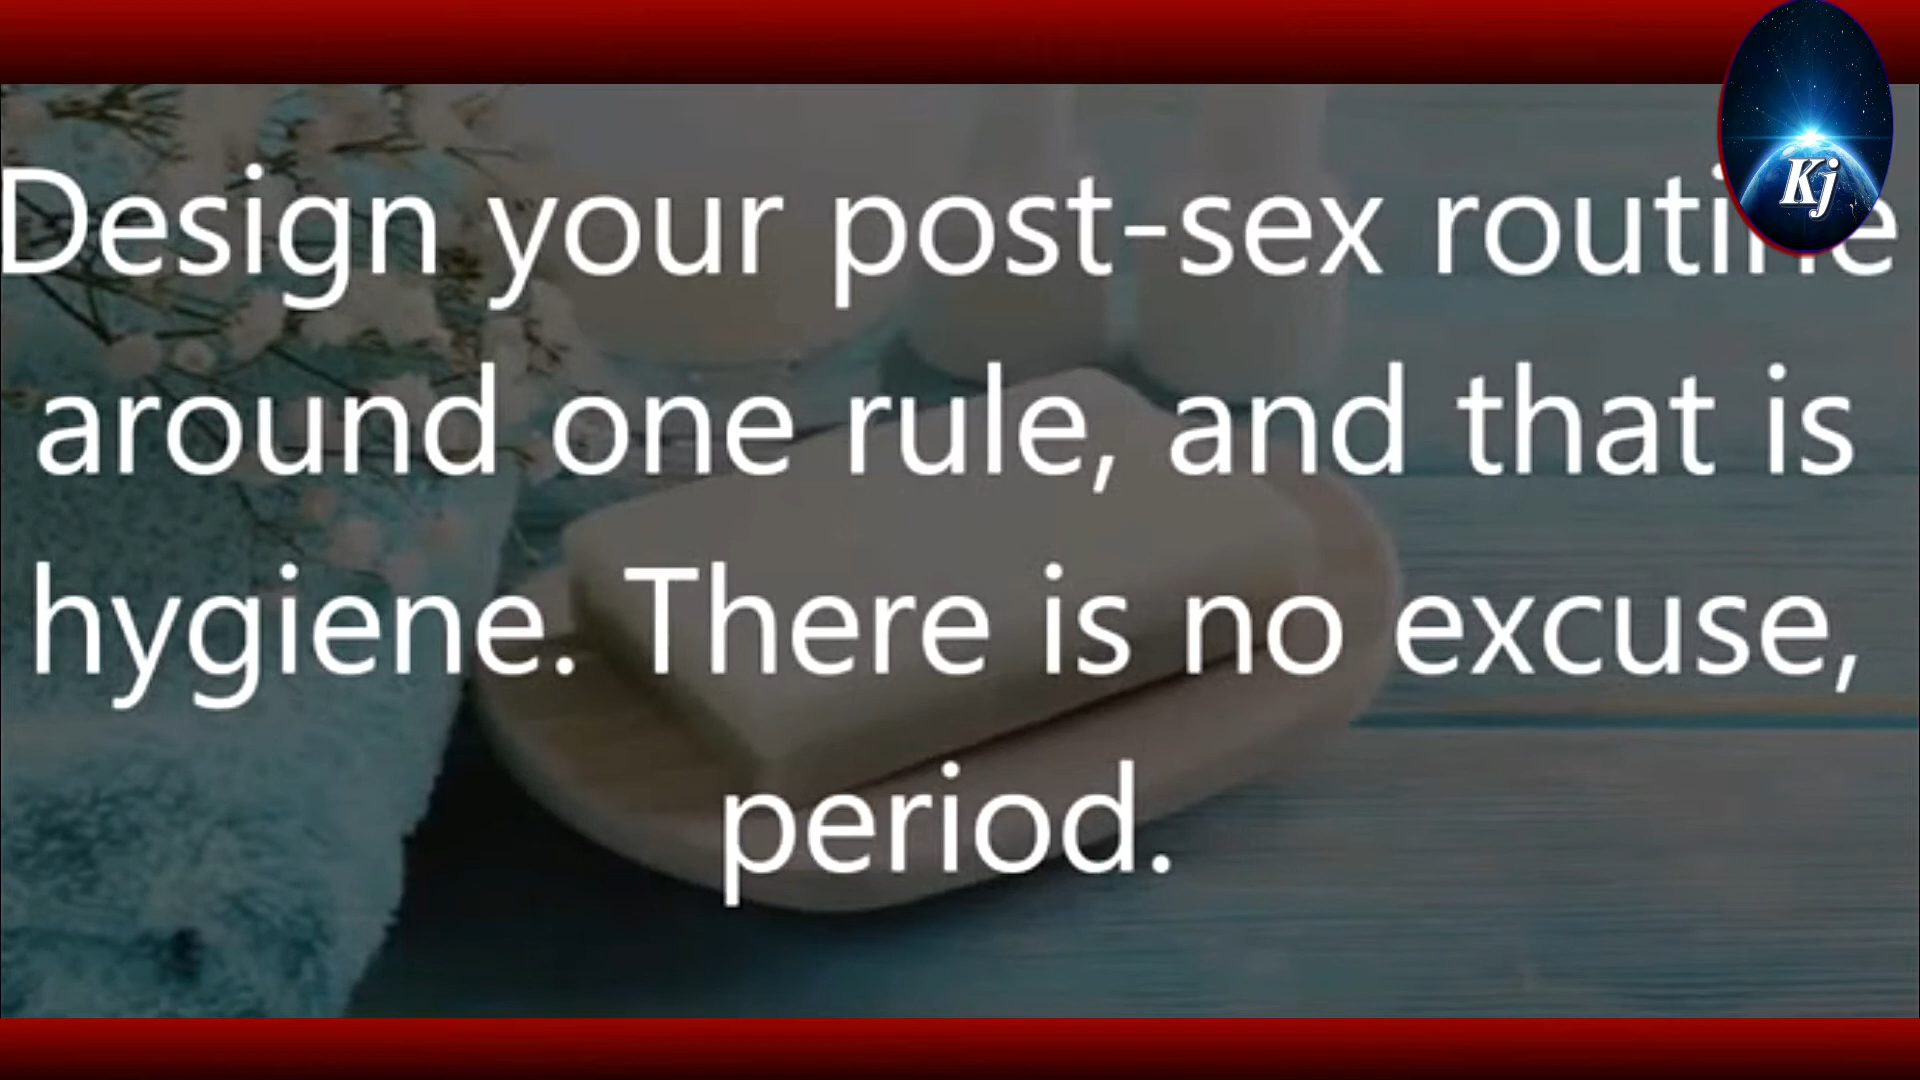 Design your post-sex routine
around one rule, and that is
hygiene. There is no excuse,
period.
Kj